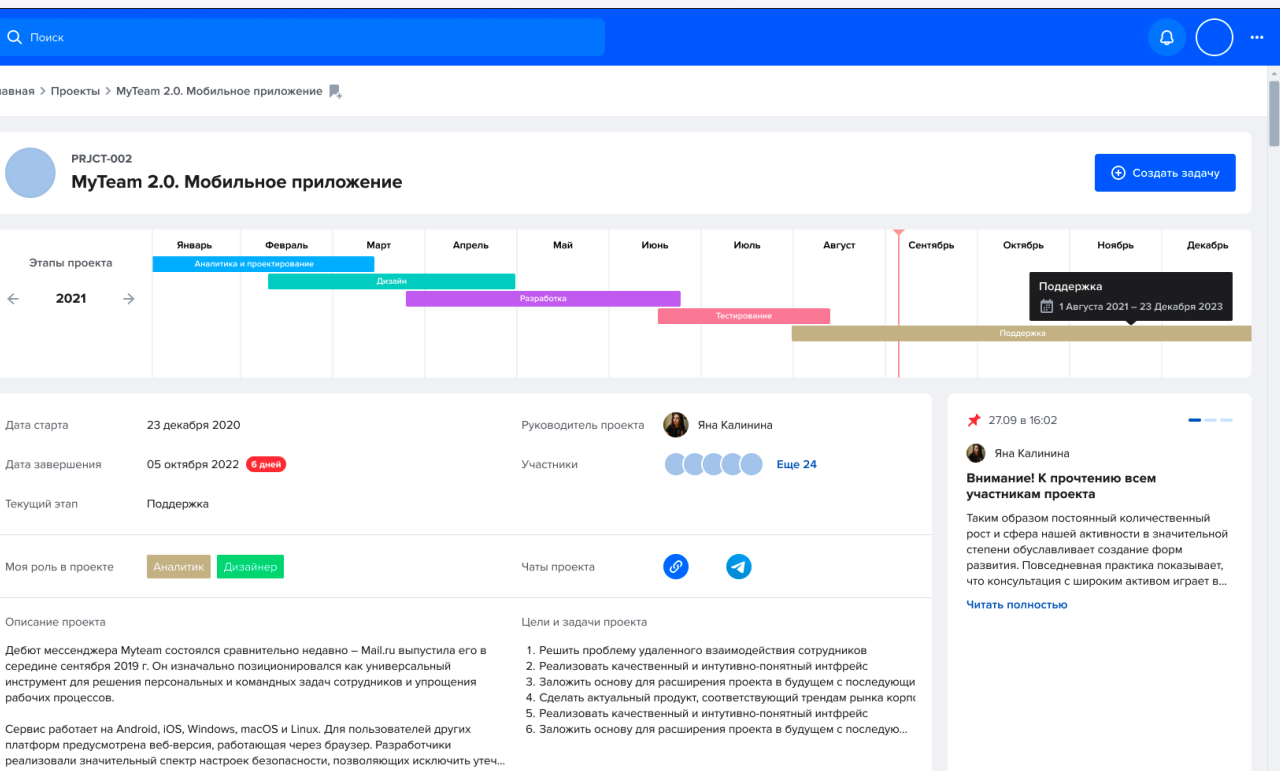 Поиск
Проекты > MyTeam 2.0. Мобильное приложение
PRJCT-002
MyTeam 2.0. Мобильное приложение
Создать задачу
Этапы проекта
2021
Январь Февраль Март Апрель Май Июнь Июль Август Сентябрь Октябрь Ноябрь Декабрь
Аналитика и проектирование
Дизайн
Разработка
Тестирование
Поддержка
Поддержка
1 Августа 2021 – 23 Декабря 2023
Дата старта 23 декабря 2020
Дата завершения 05 октября 2022 6 дней
Текущий этап Поддержка
Руководитель проекта Яна Калинина
Участники Еще 24
Моя роль в проекте Аналитик Дизайнер
Чаты проекта
Описание проекта
Дебют мессенджера Myteam состоялся сравнительно недавно – Mail.ru выпустила его в
середине сентября 2019 г. Он изначально позиционировался как универсальный
инструмент для решения персональных и командных задач сотрудников и упрощения
рабочих процессов.
Сервис работает на Android, iOS, Windows, macOS и Linux. Для пользователей других
платформ предусмотрена веб-версия, работающая через браузер. Разработчики
реализовали значительный спектр настроек безопасности, позволяющих исключить утеч...
Цели и задачи проекта
1. Решить проблему удаленного взаимодействия сотрудников
2. Реализовать качественный и интутивно-понятный интфрейс
3. Заложить основу для расширения проекта в будущем с последующи
4. Сделать актуальный продукт, соответствующий трендам рынка
5. Реализовать качественный и интутивно-понятный интфрейс
6. Заложить основу для расширения проекта в будущем с последую...
27.09 в 16:02
Яна Калинина
Внимание! К прочтению всем
участникам проекта
Таким образом постоянный количественный
рост и сфера нашей активности в значительной
степени обуславливает создание форм
развития. Повседневная практика показывает,
что консультация с широким активом играет в...
Читать полностью